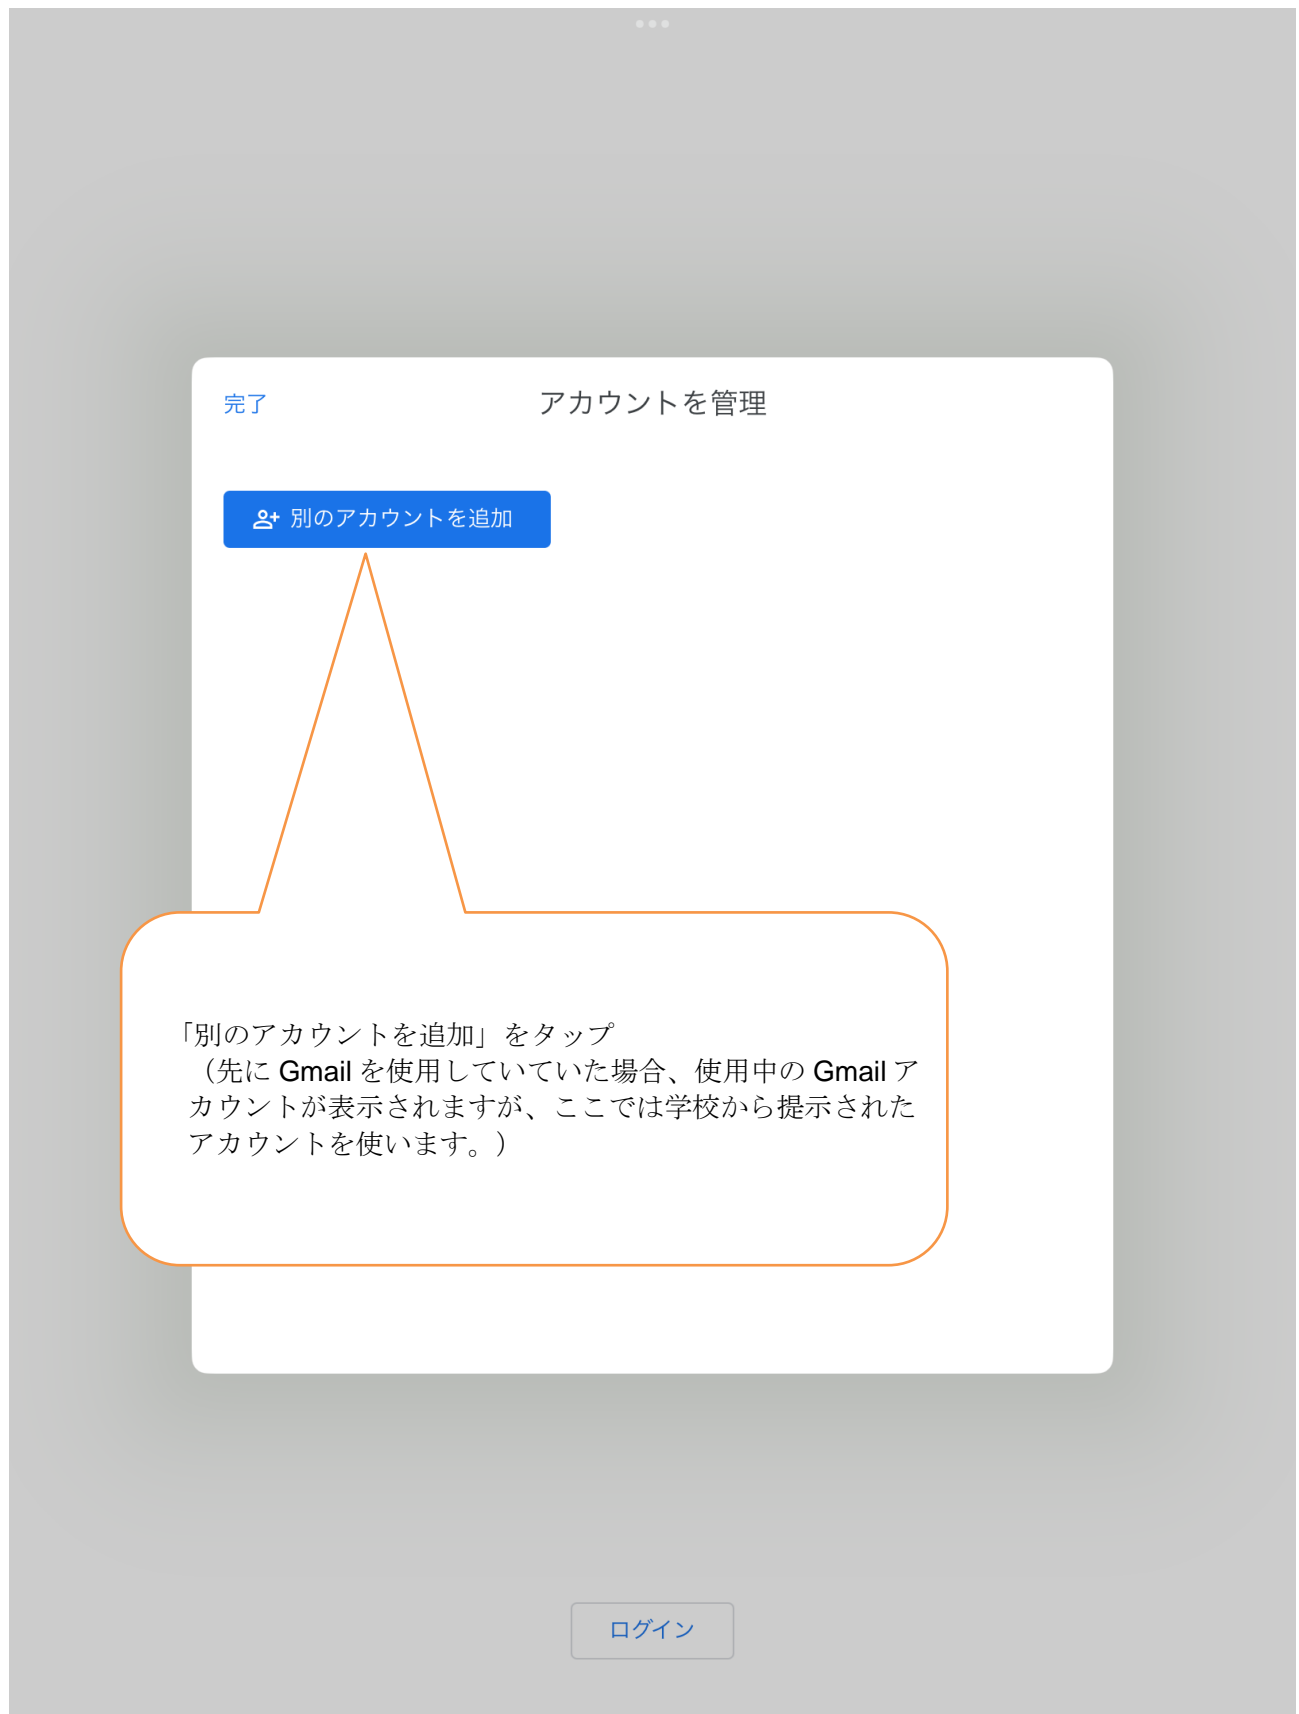 完了
アカウントを管理
別のアカウントを追加
「別のアカウントを追加」をタップ
（先に Gmail を使用していていた場合、使用中の Gmail ア
カウントが表示されますが、ここでは学校から提示された
アカウントを使います。）
ログイン